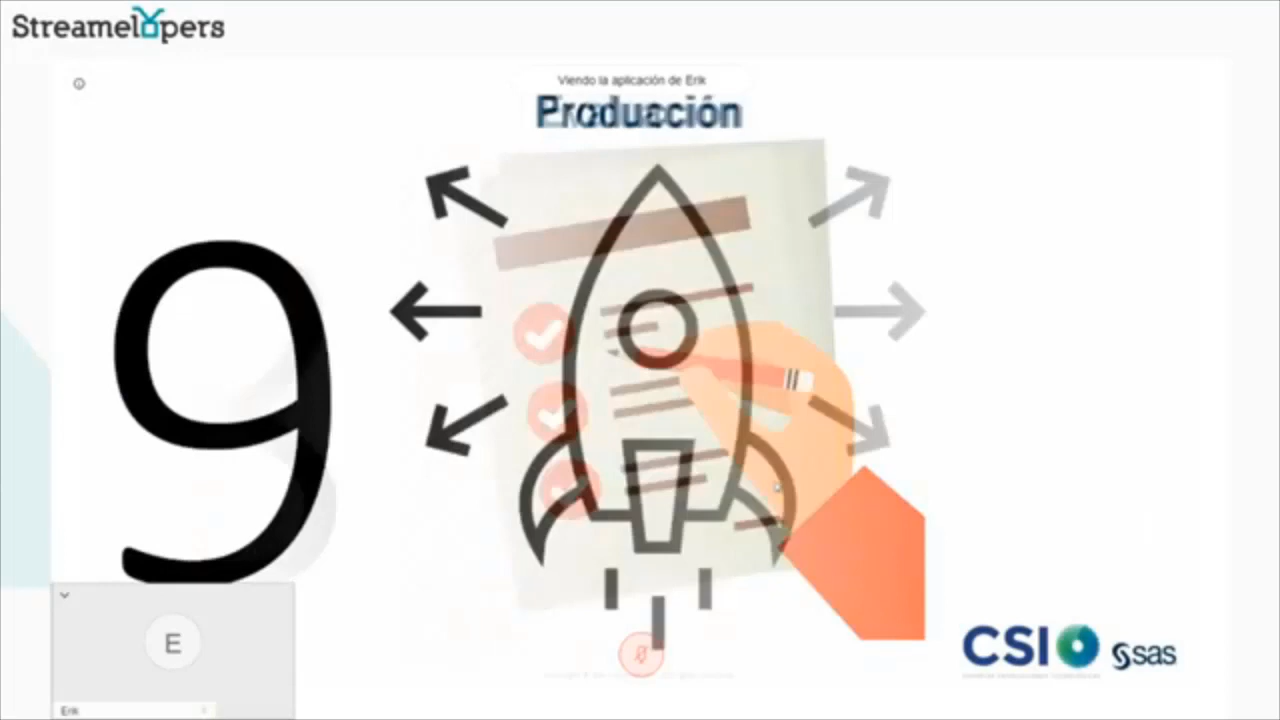 Streamelopers
Viendo la aplicación de Erik
Producción
9
E
CSI
sas
Erik